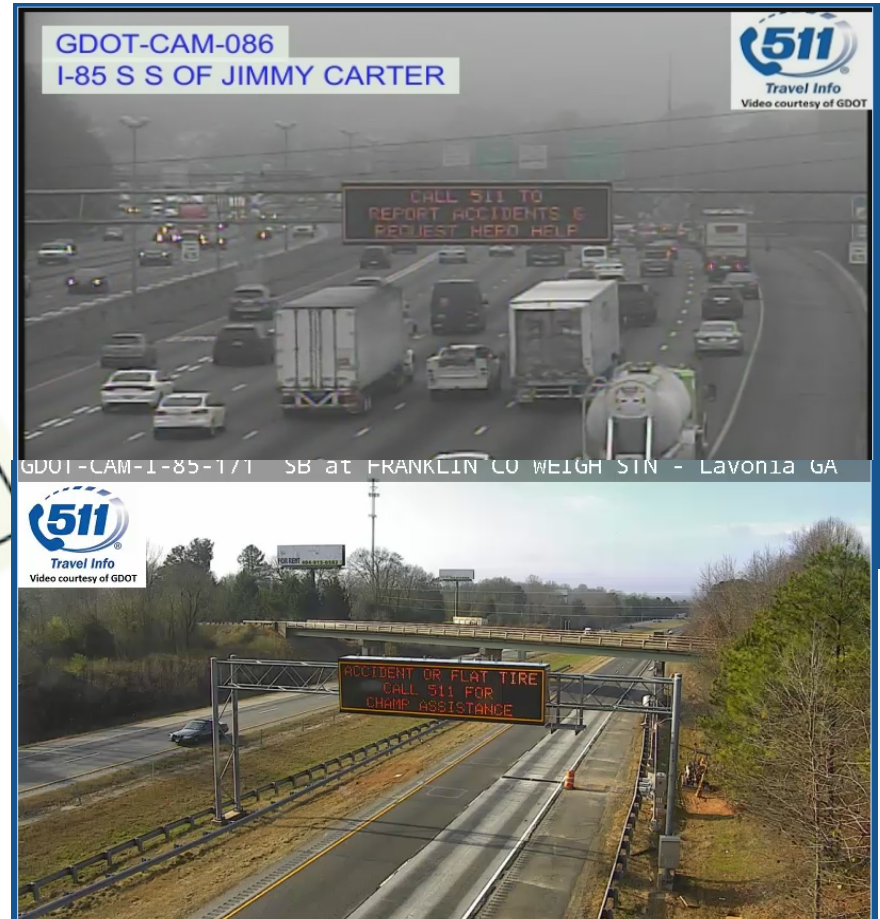 GDOT-CAM-086
I-85 S S OF JIMMY CARTER
511
Travel Info
Video courtesy of GDOT
CALL 511 TO
REPORT ACCIDENTS &
REQUEST HERO HELP
GDOT-CAM-I-85-171 SB at FRANKLIN CO WEIGH STN - Lavonia GA
511
Travel Info
Video courtesy of GDOT
FOR RENT
ACCIDENT OR FLAT TIRE
CALL 511 FOR
CHAMP ASSISTANCE